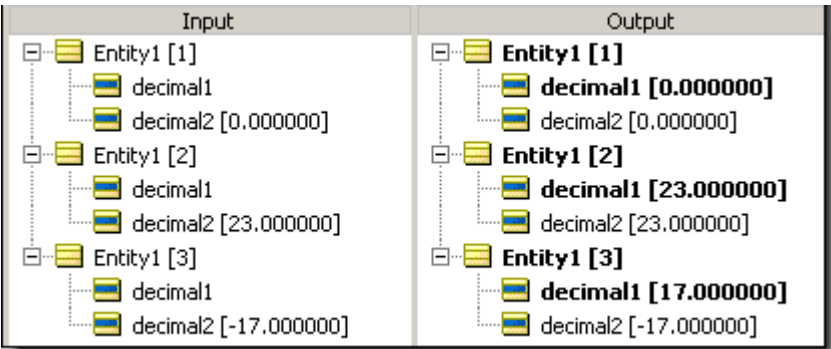 Input
Output
Entity1 [1]
decimal1
decimal2 [0.000000]
Entity1 [2]
decimal1
decimal2 [23.000000]
Entity1 [3]
decimal1
decimal2 [-17.000000]
Entity1 [1]
decimal1 [0.000000]
decimal2 [0.000000]
Entity1 [2]
decimal1 [23.000000]
decimal2 [23.000000]
Entity1 [3]
decimal1 [17.000000]
decimal2 [-17.000000]